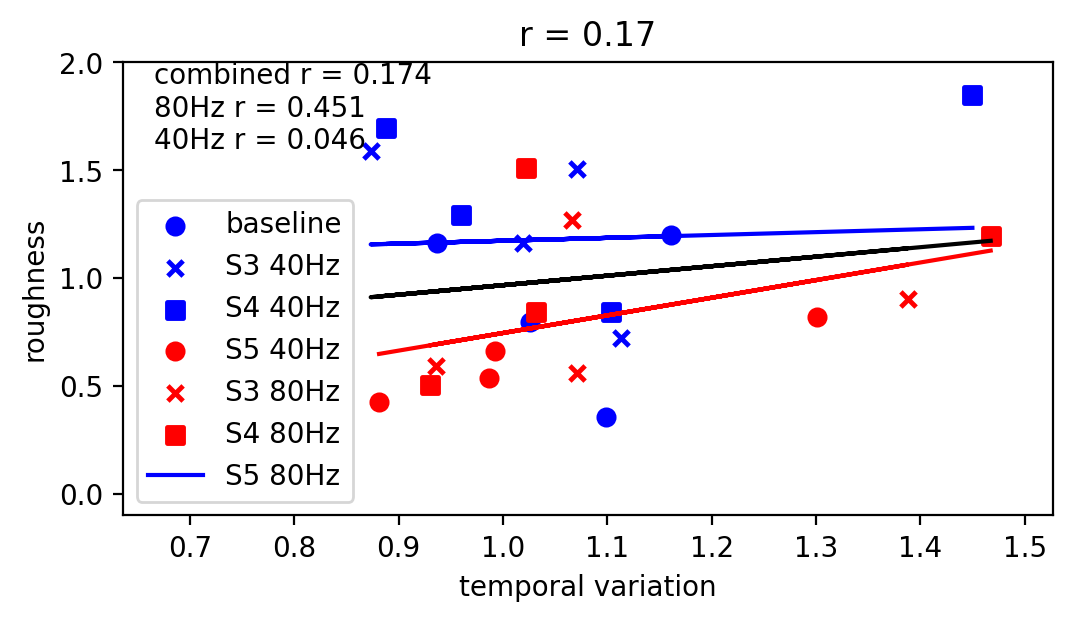 r = 0.17
combined r = 0.174
80Hz r = 0.451
40Hz r = 0.046
2.0
1.5
1.0
0.5
0.0
roughness
baseline
S3 40Hz
S4 40Hz
S5 40Hz
S3 80Hz
S4 80Hz
S5 80Hz
0.7 0.8 0.9 1.0 1.1 1.2 1.3 1.4 1.5
temporal variation